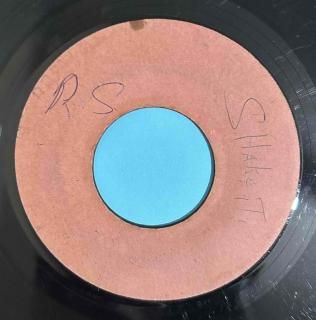 R. S
SHake It,